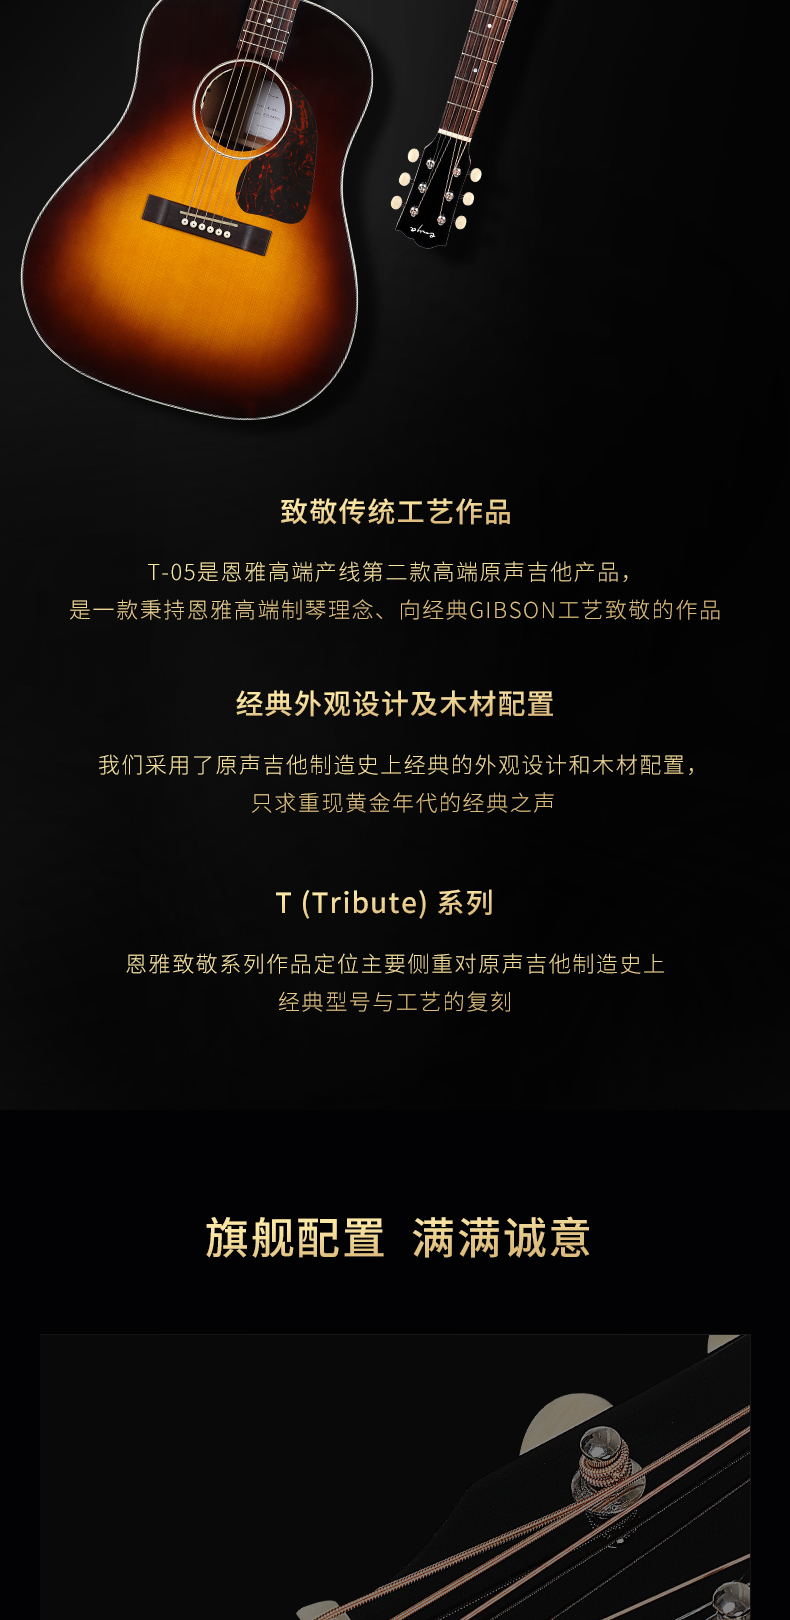 enya
致敬传统工艺作品
T-05是恩雅高端产线第二款高端原声吉他产品，
是一款秉持恩雅高端制琴理念、向经典GIBSON工艺致敬的作品
经典外观设计及木材配置
我们采用了原声吉他制造史上经典的外观设计和木材配置，
只求重现黄金年代的经典之声
T (Tribute) 系列
恩雅致敬系列作品定位主要侧重对原声吉他制造史上
经典型号与工艺的复刻
旗舰配置 满满诚意